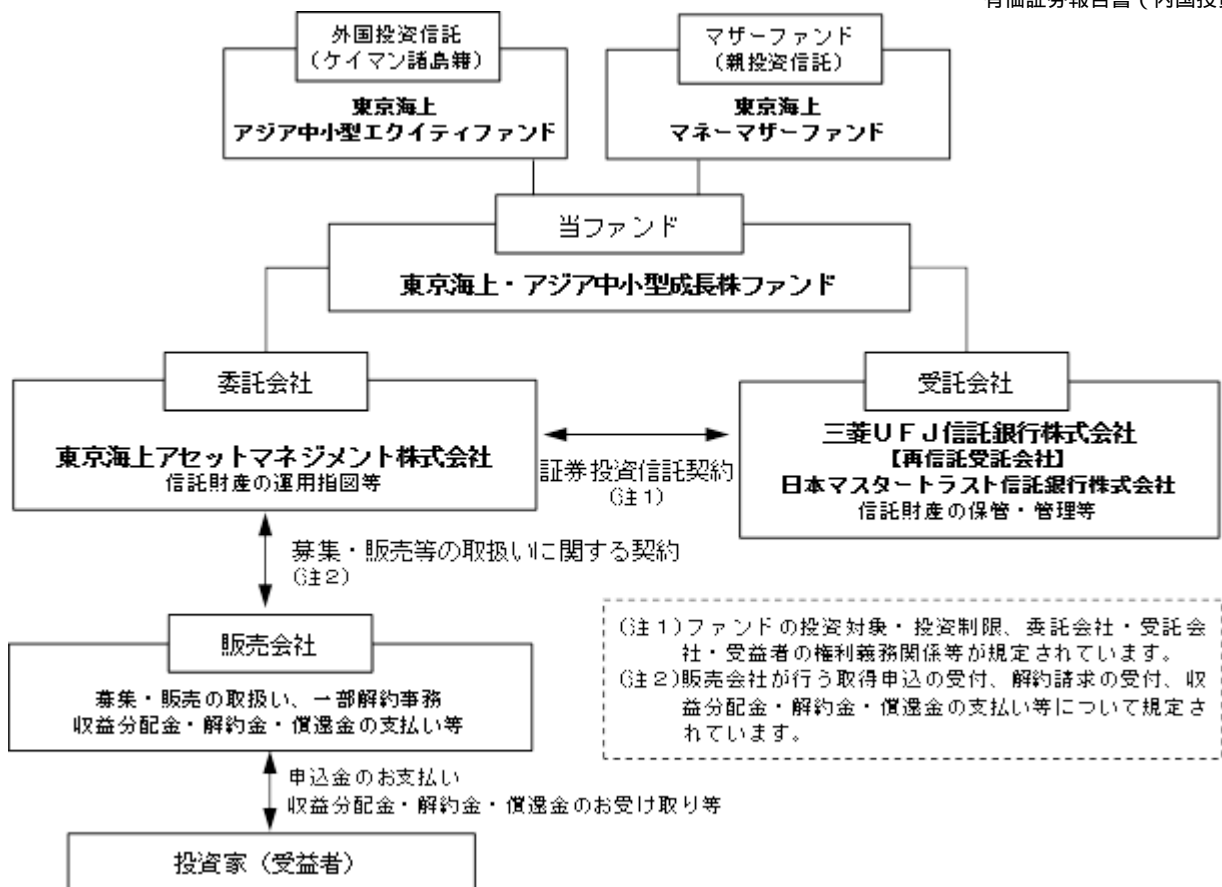 有価証券報告書（内国投資
外国投資信託
（ケイマン諸島籍）
東京海上
アジア中小型エクイティファンド
マザーファンド
（親投資信託）
東京海上
マネーマザーファンド
当ファンド
東京海上・アジア中小型成長株ファンド
委託会社
東京海上アセットマネジメント株式会社
信託財産の運用指図等
証券投資信託契約
（注１）
受託会社
三菱ＵＦＪ信託銀行株式会社
【再信託受託会社】
日本マスタートラスト信託銀行株式会社
信託財産の保管・管理等
募集・販売等の取扱いに関する契約
（注２）
販売会社
募集・販売の取扱い、一部解約事務
収益分配金・解約金・償還金の支払い等
（注１）ファンドの投資対象・投資制限、委託会社・受託会
社・受益者の権利義務関係等が規定されています。
（注２）販売会社が行う取得申込の受付、解約請求の受付、収
益分配金・解約金・償還金の支払い等について規定さ
れています。
申込金のお支払い
収益分配金・解約金・償還金のお受け取り等
投資家（受益者）